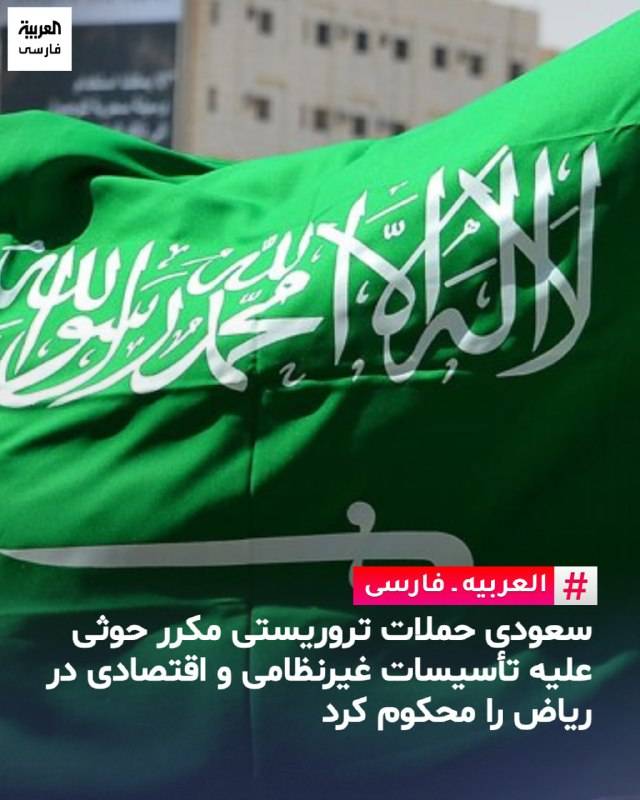 العربية
فارسی
لا إله إلا الله محمد رسول الله
# العربیه ـ فارسی
سعودی حملات تروریستی مکرر حوثی
علیه تأسیسات غیرنظامی و اقتصادی در
ریاض را محکوم کرد